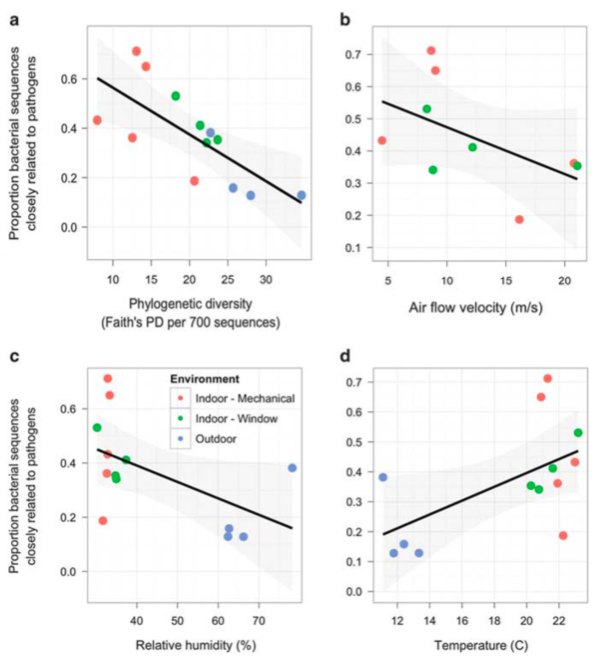 a
Proportion bacterial sequences
closely related to pathogens
0.6
0.4
0.2
0.0
10 15 20 25 30
Phylogenetic diversity
(Faith's PD per 700 sequences)
b
0.7
0.6
0.5
0.4
0.3
0.2
0.1
5 10 15 20
Air flow velocity (m/s)
c
Proportion bacterial sequences
closely related to pathogens
0.6
0.4
0.2
0.0
Environment
Indoor - Mechanical
Indoor - Window
Outdoor
40 50 60 70
Relative humidity (%)
d
0.7
0.6
0.5
0.4
0.3
0.2
0.1
0.0
12 14 16 18 20 22
Temperature (C)